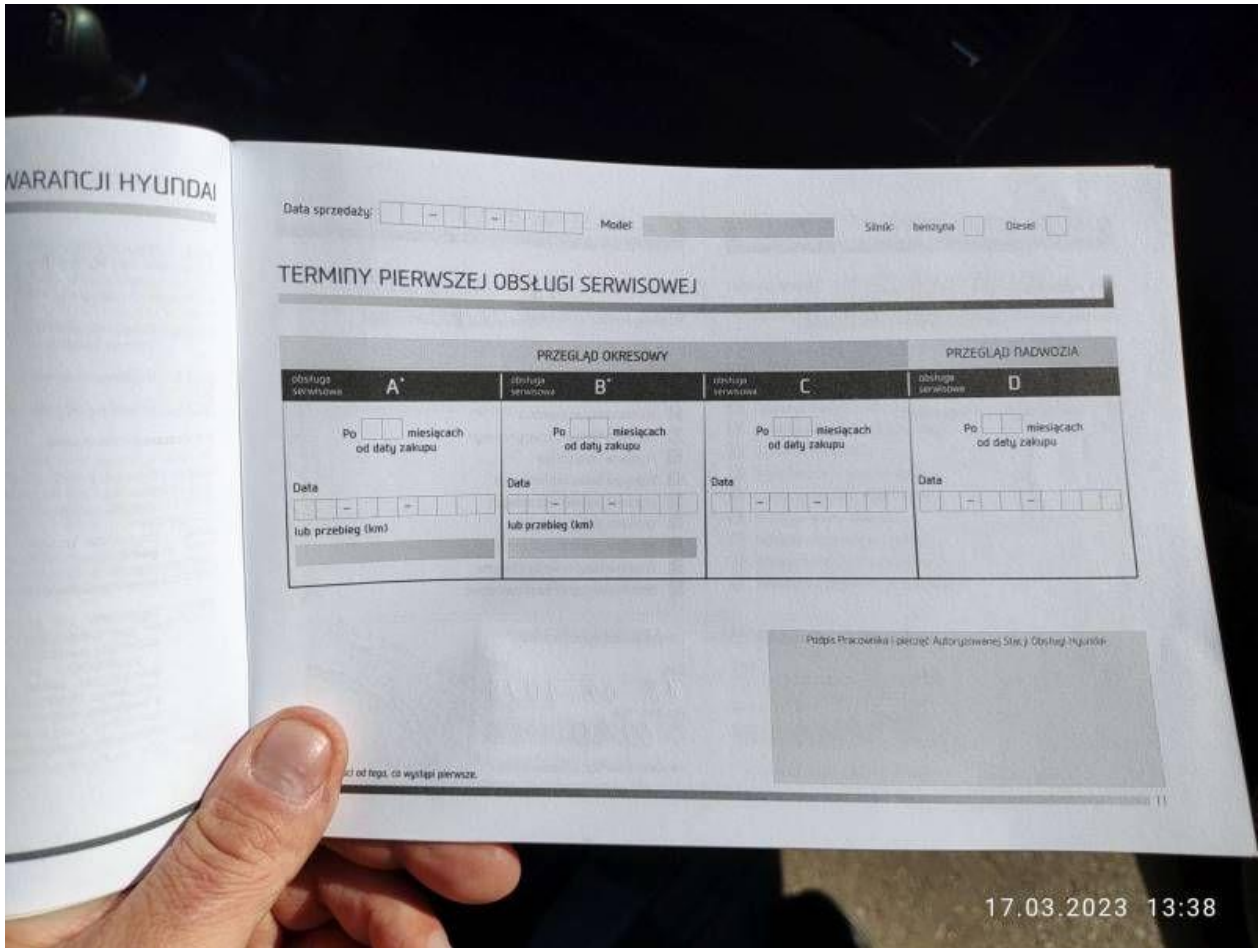 WARANCJI HYUNDAI
Data sprzedaży: - - Model: Silnik: benzyna Diesel
TERMINY PIERWSZEJ OBSŁUGI SERWISOWEJ
PRZEGLĄD OKRESOWY PRZEGLĄD NADWOZIA
obsługa serwisowa A* obsługa serwisowa B* obsługa serwisowa C obsługa serwisowa D
Po miesiącach Po miesiącach Po miesiącach Po miesiącach
od daty zakupu od daty zakupu od daty zakupu od daty zakupu
Data Data Data Data
- - - - - - - -
lub przebieg (km) lub przebieg (km)
Podpis Pracownika i pieczęć Autoryzowanej Stacji Obsługi Hyundai
od tego, co wystąpi pierwsze.
11
17.03.2023 13:38